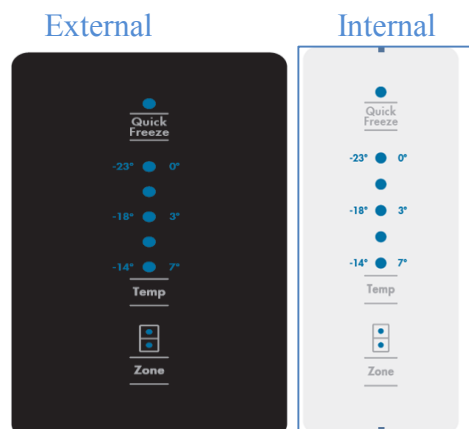 External
Internal
Quick
Freeze
-23° 0°
-18° 3°
-14° 7°
Temp
Zone
Quick
Freeze
-23° 0°
-18° 3°
-14° 7°
Temp
Zone